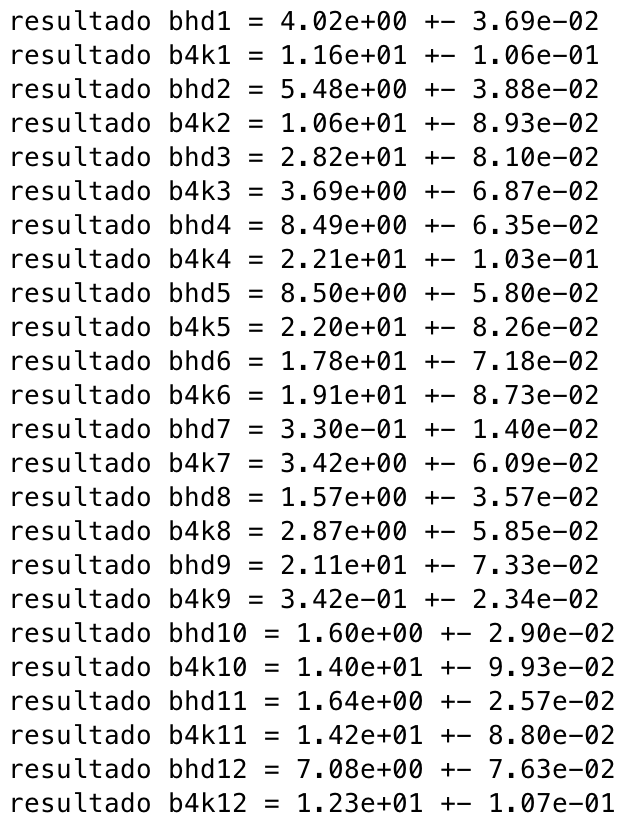 resultado bhd1 = 4.02e+00 +− 3.69e−02
resultado b4k1 = 1.16e+01 +− 1.06e−01
resultado bhd2 = 5.48e+00 +− 3.88e−02
resultado b4k2 = 1.06e+01 +− 8.93e−02
resultado bhd3 = 2.82e+01 +− 8.10e−02
resultado b4k3 = 3.69e+00 +− 6.87e−02
resultado bhd4 = 8.49e+00 +− 6.35e−02
resultado b4k4 = 2.21e+01 +− 1.03e−01
resultado bhd5 = 8.50e+00 +− 5.80e−02
resultado b4k5 = 2.20e+01 +− 8.26e−02
resultado bhd6 = 1.78e+01 +− 7.18e−02
resultado b4k6 = 1.91e+01 +− 8.73e−02
resultado bhd7 = 3.30e−01 +− 1.40e−02
resultado b4k7 = 3.42e+00 +− 6.09e−02
resultado bhd8 = 1.57e+00 +− 3.57e−02
resultado b4k8 = 2.87e+00 +− 5.85e−02
resultado bhd9 = 2.11e+01 +− 7.33e−02
resultado b4k9 = 3.42e−01 +− 2.34e−02
resultado bhd10 = 1.60e+00 +− 2.90e−02
resultado b4k10 = 1.40e+01 +− 9.93e−02
resultado bhd11 = 1.64e+00 +− 2.57e−02
resultado b4k11 = 1.42e+01 +− 8.80e−02
resultado bhd12 = 7.08e+00 +− 7.63e−02
resultado b4k12 = 1.23e+01 +− 1.07e−01